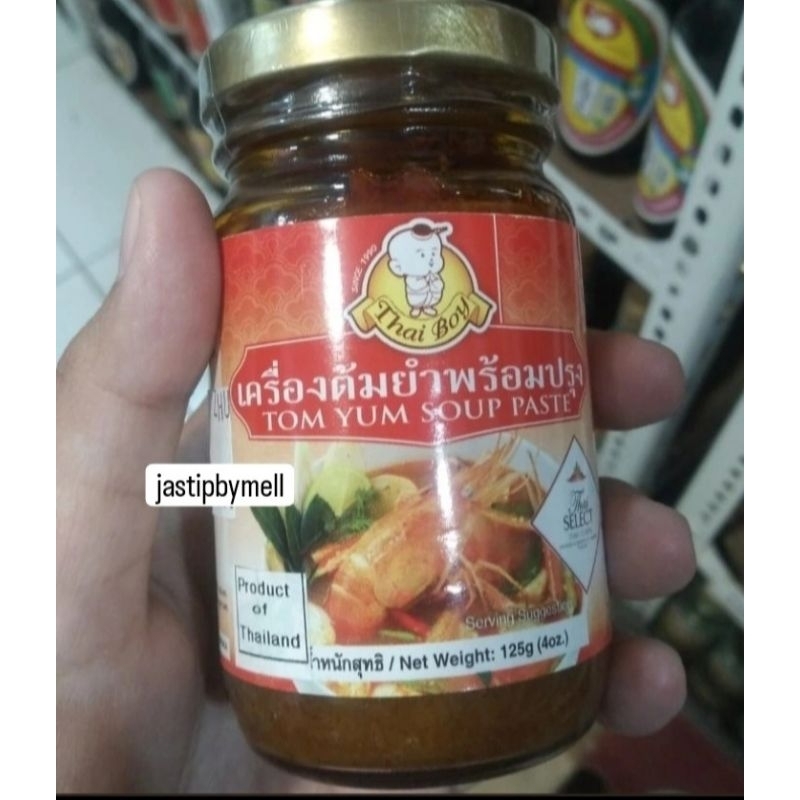 SINCE 1990
Thai Boy
เครื่องต้มยำพร้อมปรุง
TOM YUM SOUP PASTE
jastipbymell
Thai
SELECT
Product
of
Thailand
Serving Suggestion
น้ำหนักสุทธิ / Net Weight: 125g (4oz.)